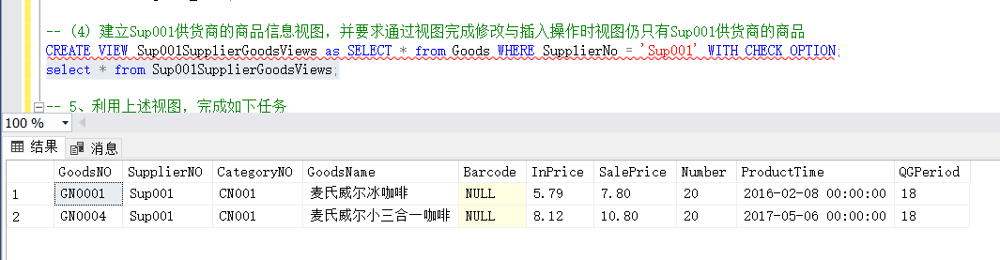 -- (4) 建立Sup001供货商的商品信息视图，并要求通过视图完成修改与插入操作时视图仍只有Sup001供货商的商品
CREATE VIEW Sup001SupplierGoodsViews as SELECT * from Goods WHERE SupplierNo = 'Sup001' WITH CHECK OPTION;
select * from Sup001SupplierGoodsViews;
-- 5、利用上述视图，完成如下任务
100 %
结果 消息
GoodsNO SupplierNO CategoryNO GoodsName Barcode InPrice SalePrice Number ProductTime QGPeriod
1 GN0001 Sup001 CN001 麦氏威尔冰咖啡 NULL 5.79 7.80 20 2016-02-08 00:00:00 18
2 GN0004 Sup001 CN001 麦氏威尔小三合一咖啡 NULL 8.12 10.80 20 2017-05-06 00:00:00 18